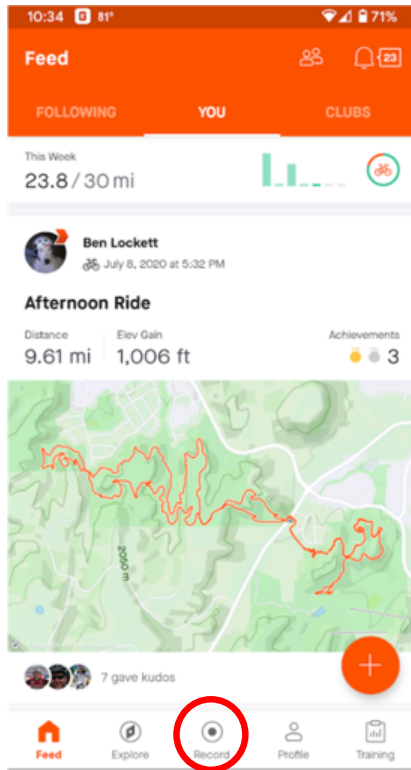 10:34 G 81° 71%
Feed 23
FOLLOWING YOU CLUBS
This Week
23.8 / 30 mi
Ben Lockett
July 8, 2020 at 5:32 PM
Afternoon Ride
Distance Elev Gain Achievements
9.61 mi 1,006 ft 3
2050 m
7 gave kudos
+
Feed Explore Record Profile Training